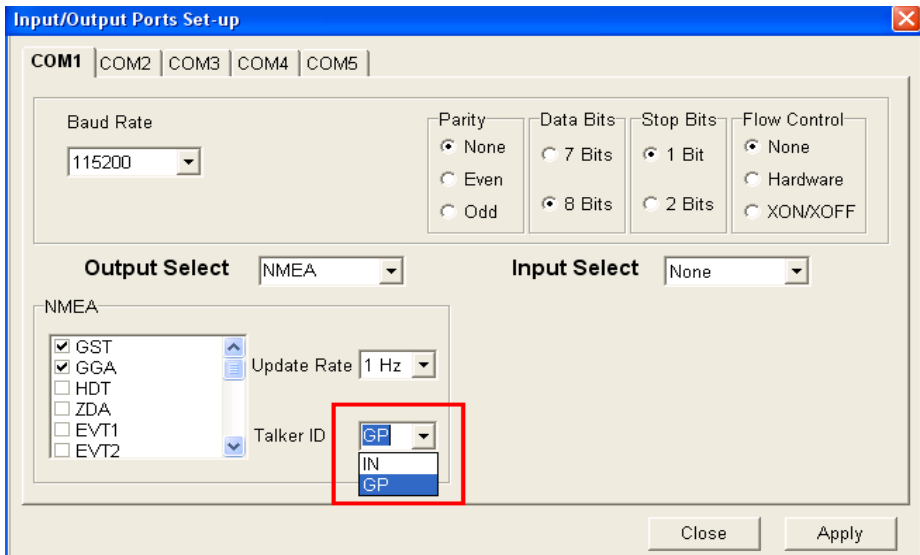 Input/Output Ports Set-up
COM1 COM2 COM3 COM4 COM5
Baud Rate
115200
Parity
None
Even
Odd
Data Bits
7 Bits
8 Bits
Stop Bits
1 Bit
2 Bits
Flow Control
None
Hardware
XON/XOFF
Output Select NMEA
Input Select None
NMEA
GST
GGA
HDT
ZDA
EVT1
EVT2
Update Rate 1 Hz
Talker ID GP
IN
GP
Close Apply